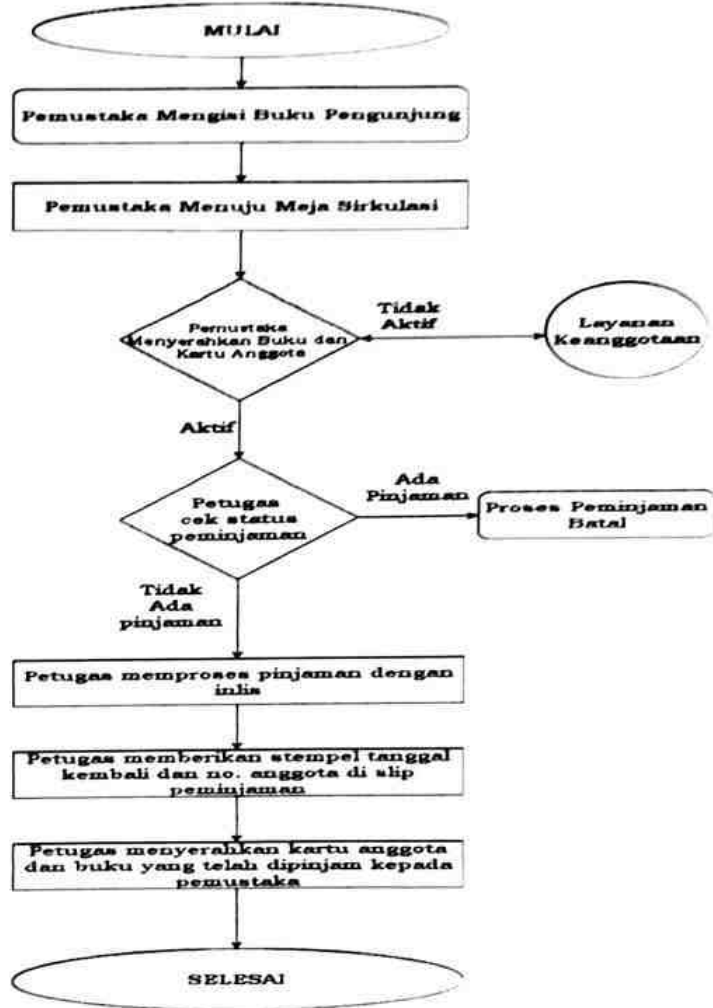 MULAI
Pemustaka Mengisi Buku Pengunjung
Pemustaka Menuju Meja Sirkulasi
Pemustaka
Menyerahkan Buku dan
Kartu Anggota
Tidak
Aktif
Layanan
Keanggotaan
Aktif
Petugas
cek status
peminjaman
Ada
Pinjaman
Proses Peminjaman
Batal
Tidak
Ada
pinjaman
Petugas memproses pinjaman dengan
inlis
Petugas memberikan stempel tanggal
kembali dan no. anggota di slip
peminjaman
Petugas menyerahkan kartu anggota
dan buku yang telah dipinjam kepada
pemustaka
SELESAI